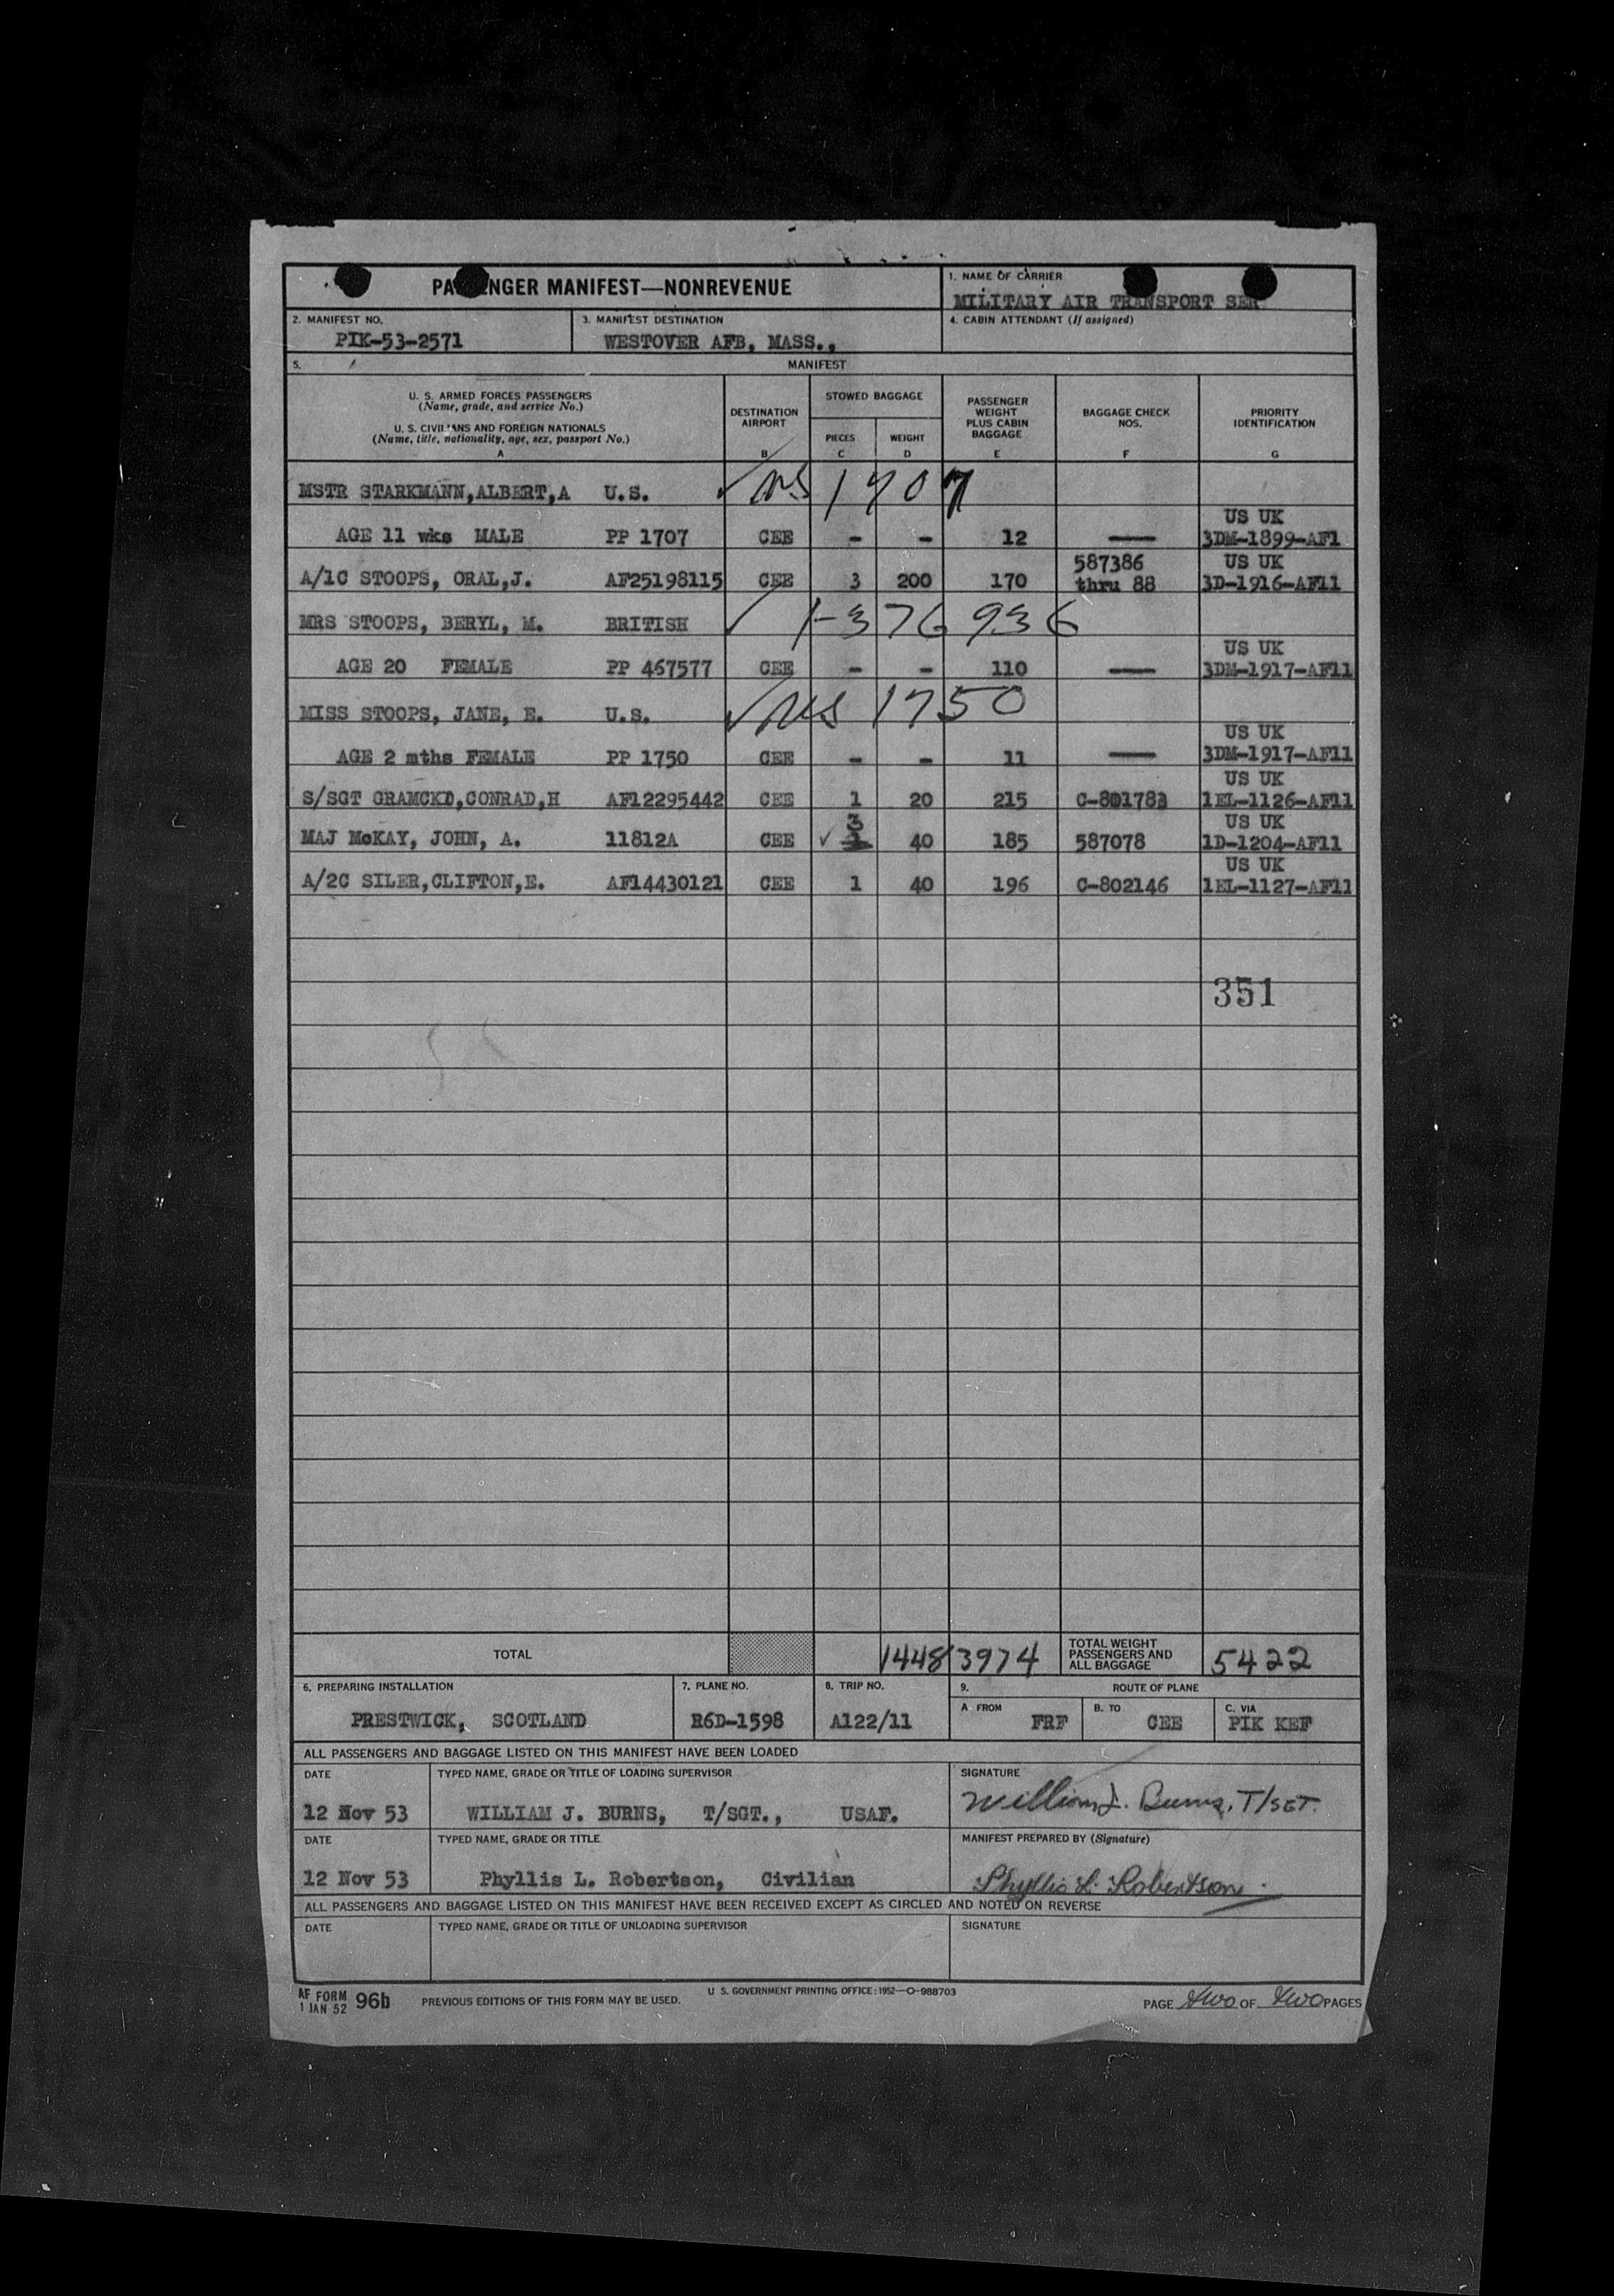 PASSENGER MANIFEST—NONREVENUE
1. NAME OF CARRIER
MILITARY AIR TRANSPORT SER
2. MANIFEST NO.
PIK-53-2571
3. MANIFEST DESTINATION
WESTOVER AFB, MASS.,
4. CABIN ATTENDANT (If assigned)
5. MANIFEST
U. S. ARMED FORCES PASSENGERS
(Name, grade, and service No.)
U. S. CIVILIANS AND FOREIGN NATIONALS
(Name, title, nationality, age, sex, passport No.)
A
DESTINATION
AIRPORT
B
STOWED BAGGAGE
PIECES
C
WEIGHT
D
PASSENGER
WEIGHT
PLUS CABIN
BAGGAGE
E
BAGGAGE CHECK
NOS.
F
PRIORITY
IDENTIFICATION
G
MSTR STARKMANN,ALBERT,A U.S. ✓ 1707
US UK
AGE 11 wks MALE PP 1707 CEE - - 12 — 3DM-1899-AF1
587386 US UK
A/1C STOOPS, ORAL,J. AF25198115 CEE 3 200 170 thru 88 3D-1916-AF11
MRS STOOPS, BERYL, M. BRITISH ✓ 1-376936
US UK
AGE 20 FEMALE PP 467577 CEE - - 110 — 3DM-1917-AF11
MISS STOOPS, JANE, E. U.S. ✓ 1750
US UK
AGE 2 mths FEMALE PP 1750 CEE - - 11 — 3DM-1917-AF11
US UK
S/SGT GRAMCKD,CONRAD,H AF12295442 CEE 1 20 215 C-801783 1EL-1126-AF11
3 US UK
MAJ McKAY, JOHN, A. 11812A CEE ✓ 1 40 185 587078 1D-1204-AF11
US UK
A/2C SILER,CLIFTON,E. AF14430121 CEE 1 40 196 C-802146 1EL-1127-AF11
351
TOTAL 1448 3974
TOTAL WEIGHT
PASSENGERS AND
ALL BAGGAGE
5422
6. PREPARING INSTALLATION
PRESTWICK, SCOTLAND
7. PLANE NO.
R6D-1598
8. TRIP NO.
A122/11
9. ROUTE OF PLANE
A FROM
FRF
B. TO
CEE
C. VIA
PIK KEF
ALL PASSENGERS AND BAGGAGE LISTED ON THIS MANIFEST HAVE BEEN LOADED
DATE
12 Nov 53
TYPED NAME, GRADE OR TITLE OF LOADING SUPERVISOR
WILLIAM J. BURNS, T/SGT., USAF.
SIGNATURE
William J. Burns, T/SGT.
DATE
12 Nov 53
TYPED NAME, GRADE OR TITLE
Phyllis L. Robertson, Civilian
MANIFEST PREPARED BY (Signature)
Phyllis L. Robertson.
ALL PASSENGERS AND BAGGAGE LISTED ON THIS MANIFEST HAVE BEEN RECEIVED EXCEPT AS CIRCLED AND NOTED ON REVERSE
DATE
TYPED NAME, GRADE OR TITLE OF UNLOADING SUPERVISOR
SIGNATURE
AF FORM
1 JAN 52 96b
PREVIOUS EDITIONS OF THIS FORM MAY BE USED.
U S. GOVERNMENT PRINTING OFFICE: 1952—O-988703
PAGE two OF two PAGES